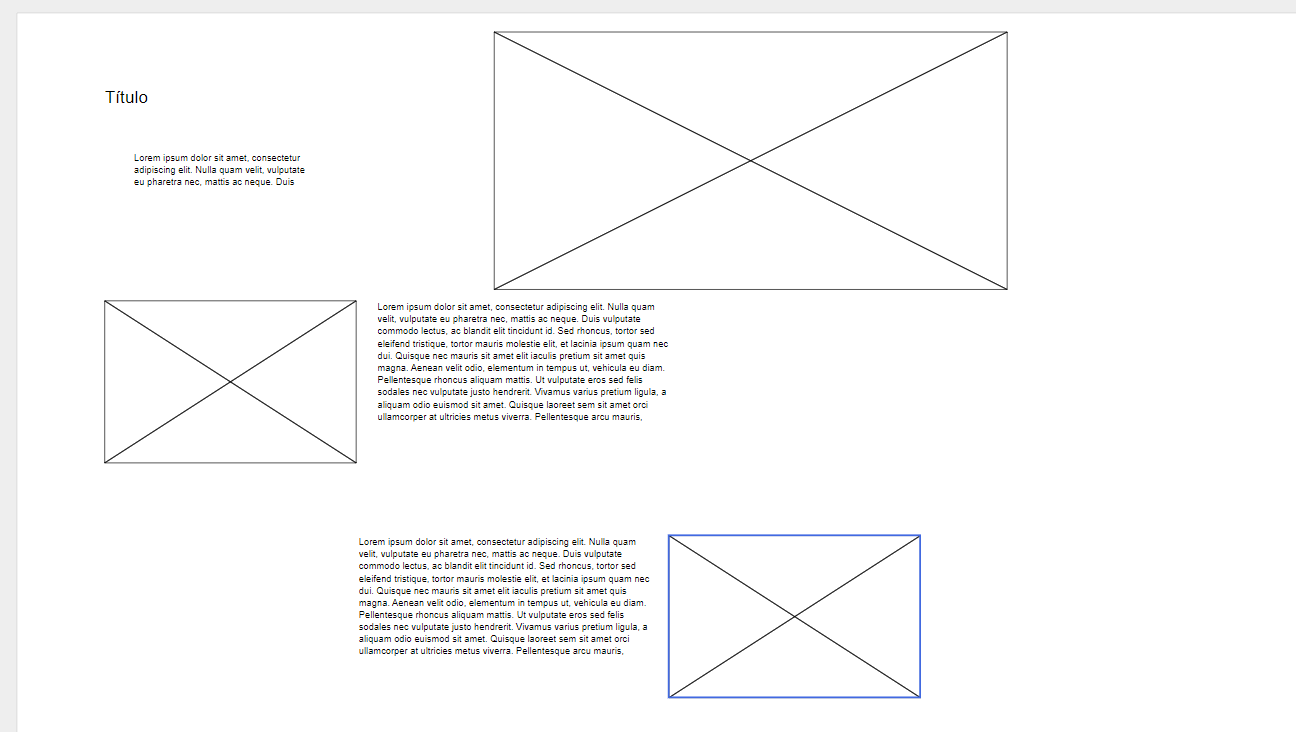 Título
Lorem ipsum dolor sit amet, consectetur
adipiscing elit. Nulla quam velit, vulputate
eu pharetra nec, mattis ac neque. Duis
Lorem ipsum dolor sit amet, consectetur adipiscing elit. Nulla quam
velit, vulputate eu pharetra nec, mattis ac neque. Duis vulputate
commodo lectus, ac blandit elit tincidunt id. Sed rhoncus, tortor sed
eleifend tristique, tortor mauris molestie elit, et lacinia ipsum quam nec
dui. Quisque nec mauris sit amet elit iaculis pretium sit amet quis
magna. Aenean velit odio, elementum in tempus ut, vehicula eu diam.
Pellentesque rhoncus aliquam mattis. Ut vulputate eros sed felis
sodales nec vulputate justo hendrerit. Vivamus varius pretium ligula, a
aliquam odio euismod sit amet. Quisque laoreet sem sit amet orci
ullamcorper at ultricies metus viverra. Pellentesque arcu mauris,
Lorem ipsum dolor sit amet, consectetur adipiscing elit. Nulla quam
velit, vulputate eu pharetra nec, mattis ac neque. Duis vulputate
commodo lectus, ac blandit elit tincidunt id. Sed rhoncus, tortor sed
eleifend tristique, tortor mauris molestie elit, et lacinia ipsum quam nec
dui. Quisque nec mauris sit amet elit iaculis pretium sit amet quis
magna. Aenean velit odio, elementum in tempus ut, vehicula eu diam.
Pellentesque rhoncus aliquam mattis. Ut vulputate eros sed felis
sodales nec vulputate justo hendrerit. Vivamus varius pretium ligula, a
aliquam odio euismod sit amet. Quisque laoreet sem sit amet orci
ullamcorper at ultricies metus viverra. Pellentesque arcu mauris,